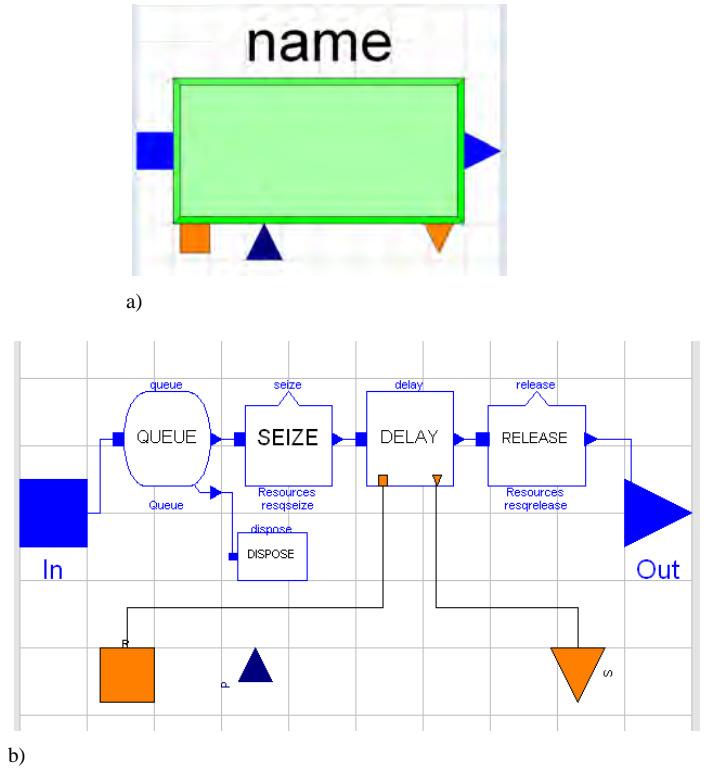 name
a)
queue
seize
delay
release
QUEUE
SEIZE
DELAY
RELEASE
Queue
Resources
resqseize
Resources
resqrelease
dispose
DISPOSE
In
Out
R
P
S
b)